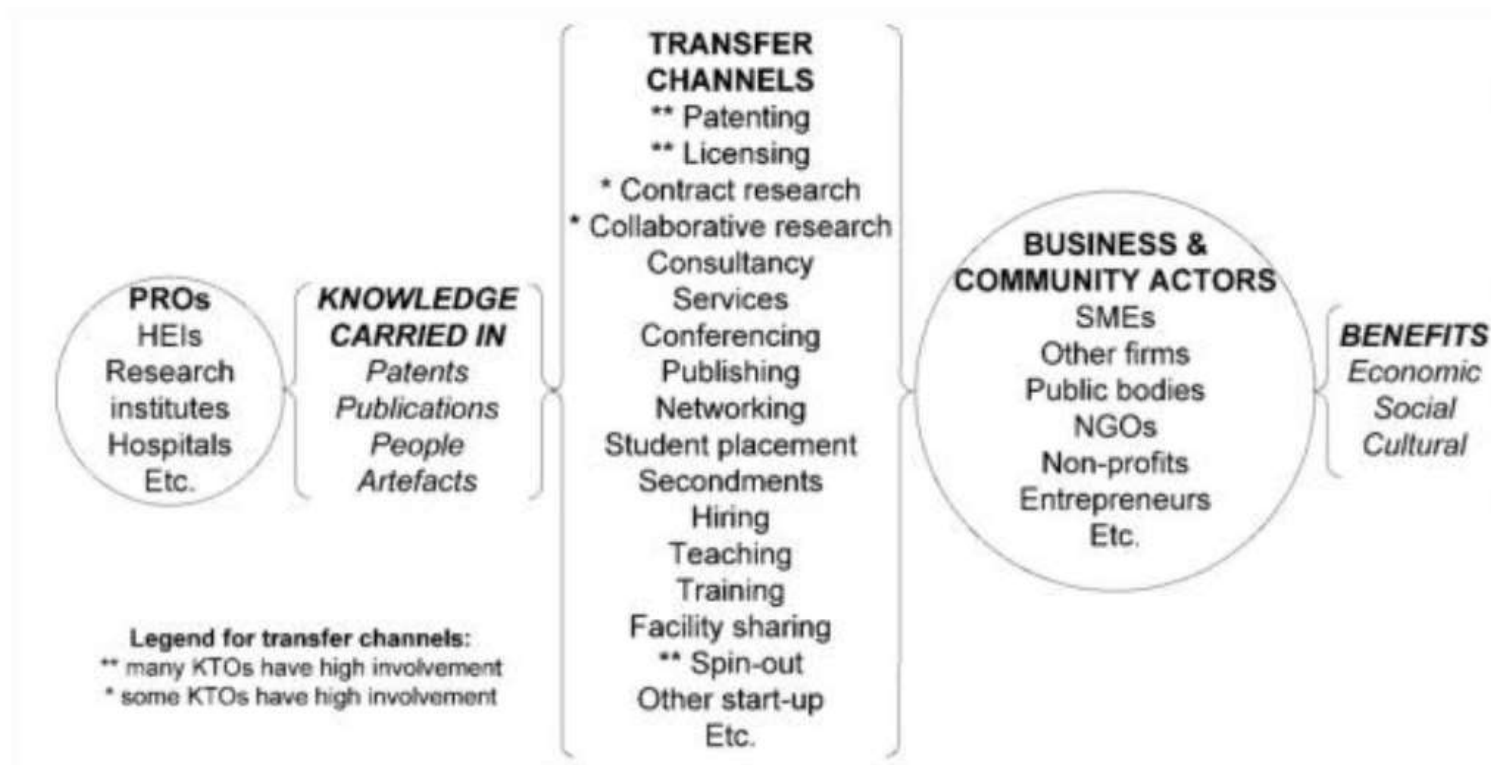 PROs
HEIs
Research
institutes
Hospitals
Etc.
KNOWLEDGE
CARRIED IN
Patents
Publications
People
Artefacts
TRANSFER
CHANNELS
** Patenting
** Licensing
* Contract research
* Collaborative research
Consultancy
Services
Conferencing
Publishing
Networking
Student placement
Secondments
Hiring
Teaching
Training
Facility sharing
** Spin-out
Other start-up
Etc.
BUSINESS &
COMMUNITY ACTORS
SMEs
Other firms
Public bodies
NGOs
Non-profits
Entrepreneurs
Etc.
BENEFITS
Economic
Social
Cultural
Legend for transfer channels:
** many KTOs have high involvement
* some KTOs have high involvement